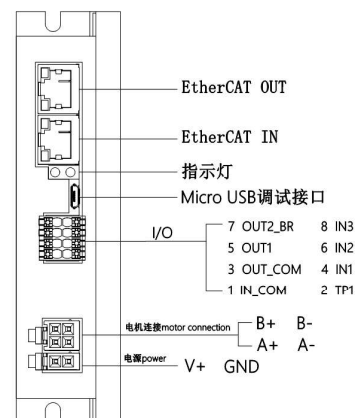 EtherCAT OUT
EtherCAT IN
指示灯
Micro USB调试接口
I/O
7 OUT2_BR 8 IN3
5 OUT1 6 IN2
3 OUT_COM 4 IN1
1 IN_COM 2 TP1
电机连接motor connection
B+ B-
A+ A-
电源power
V+ GND